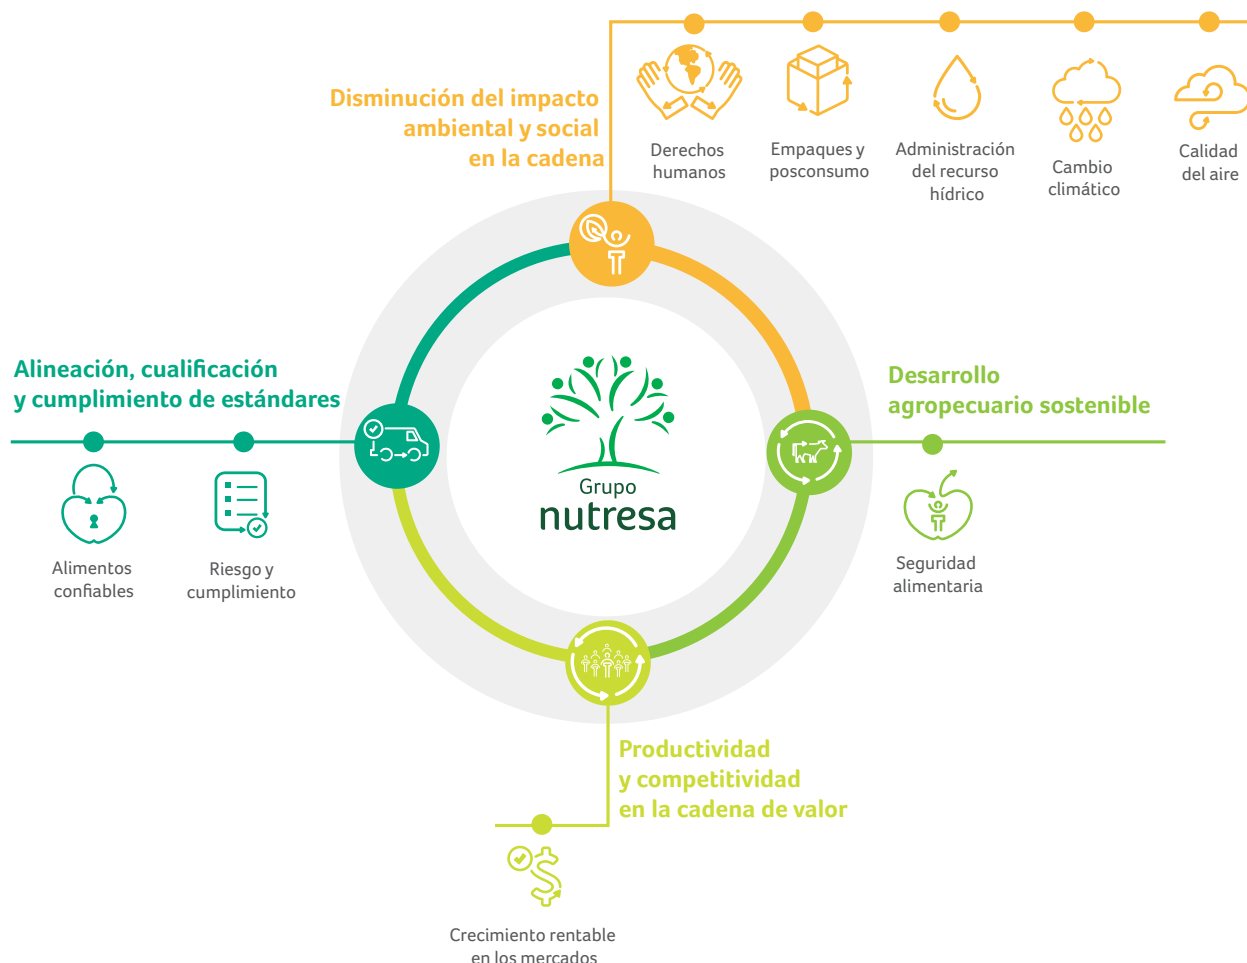 Disminución del impacto
ambiental y social
en la cadena
Derechos
humanos
Empaques y
posconsumo
Administración
del recurso
hídrico
Cambio
climático
Calidad
del aire
Alineación, cualificación
y cumplimiento de estándares
Alimentos
confiables
Riesgo y
cumplimiento
Grupo
nutresa
Desarrollo
agropecuario sostenible
Seguridad
alimentaria
Productividad
y competitividad
en la cadena de valor
Crecimiento rentable
en los mercados